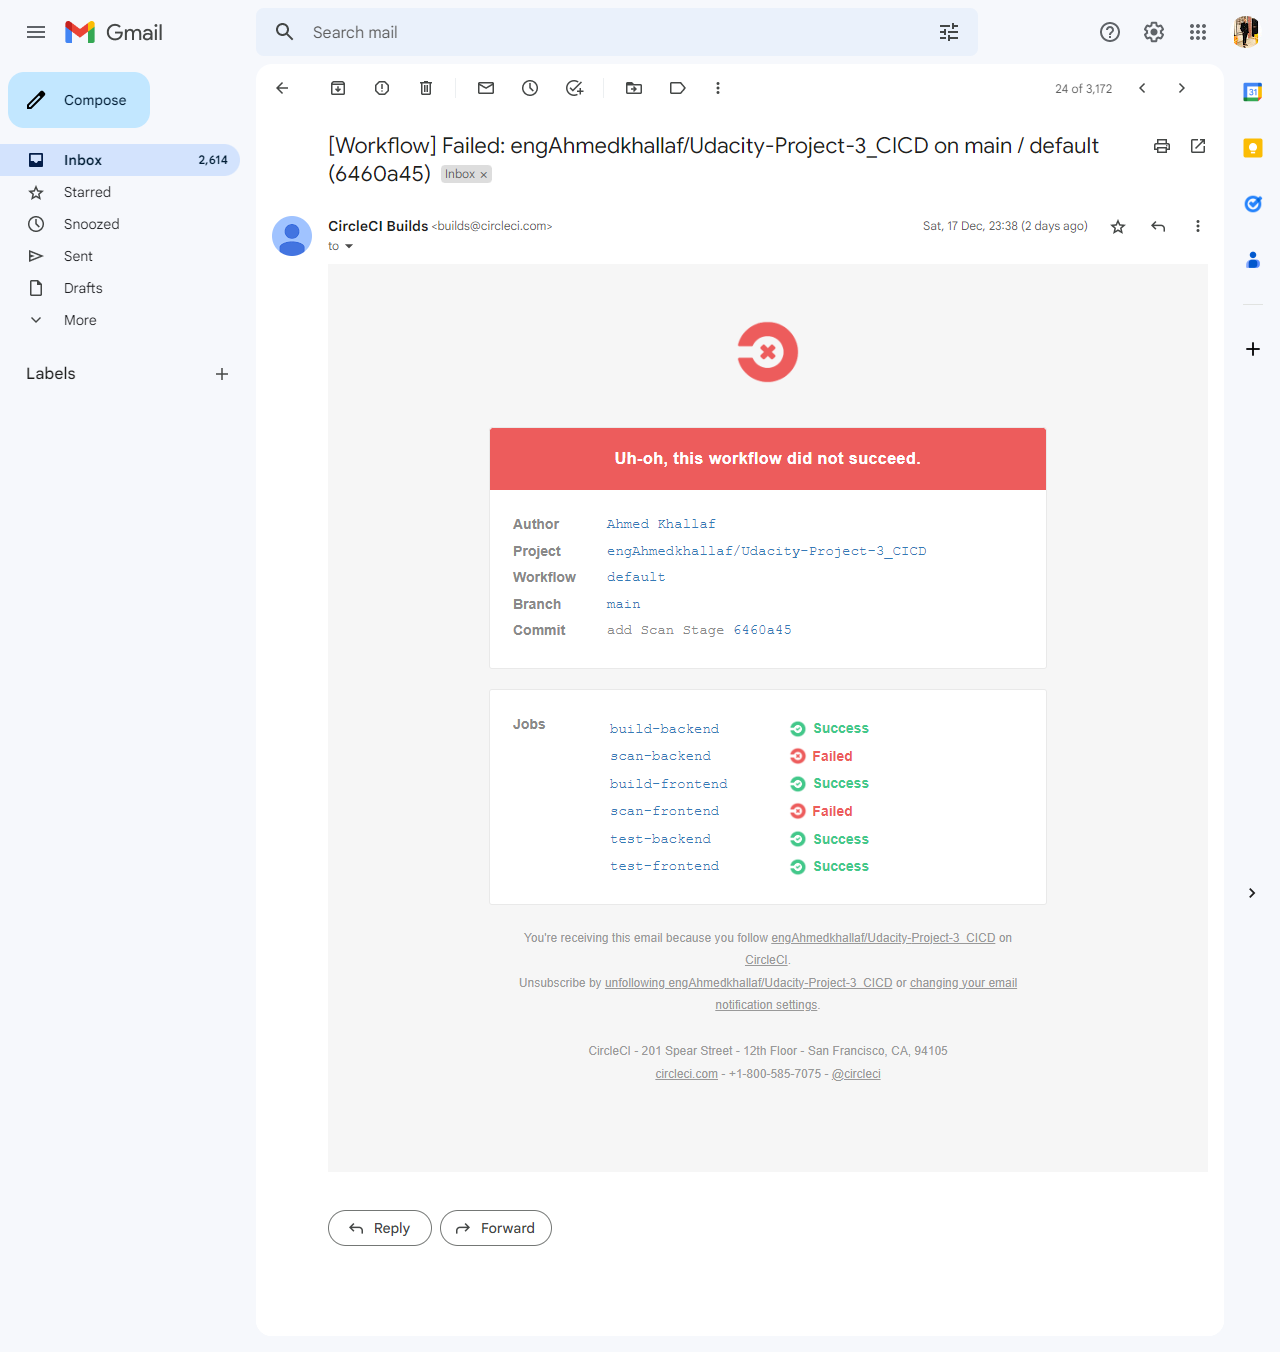 Gmail
Search mail
Compose
24 of 3,172
Inbox 2,614
Starred
Snoozed
Sent
Drafts
More
Labels
[Workflow] Failed: engAhmedkhallaf/Udacity-Project-3_CICD on main / default
(6460a45) Inbox ×
CircleCI Builds <builds@circleci.com> Sat, 17 Dec, 23:38 (2 days ago)
to
Uh-oh, this workflow did not succeed.
Author Ahmed Khallaf
Project engAhmedkhallaf/Udacity-Project-3_CICD
Workflow default
Branch main
Commit add Scan Stage 6460a45
Jobs build-backend Success
scan-backend Failed
build-frontend Success
scan-frontend Failed
test-backend Success
test-frontend Success
You're receiving this email because you follow engAhmedkhallaf/Udacity-Project-3_CICD on
CircleCI.
Unsubscribe by unfollowing engAhmedkhallaf/Udacity-Project-3_CICD or changing your email
notification settings.
CircleCI - 201 Spear Street - 12th Floor - San Francisco, CA, 94105
circleci.com - +1-800-585-7075 - @circleci
Reply Forward
31